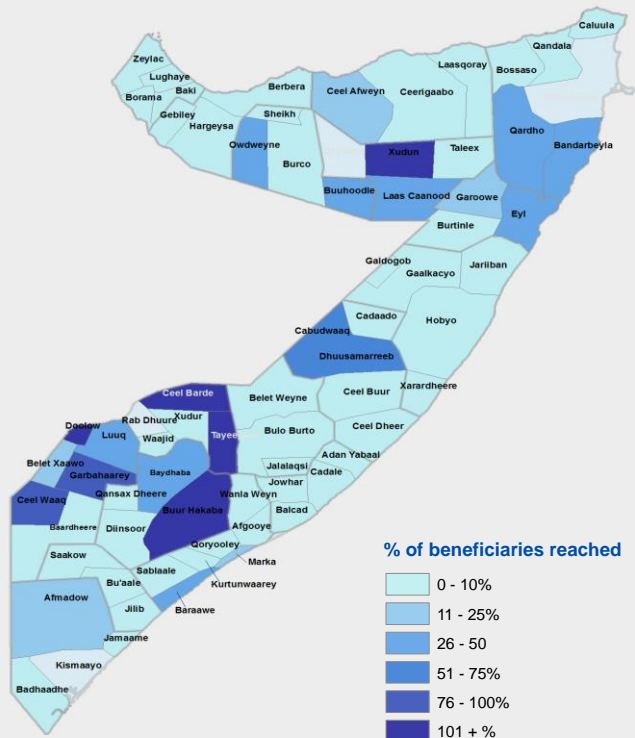 Caluula
Qandala
Zeylac
Laasqoray
Bossaso
Lughaye
Berbera
Ceel Afweyn
Ceerigaabo
Borama
Baki
Gebiley
Sheikh
Hargeysa
Qardho
Owdweyne
Xudun
Taleex
Bandarbeyla
Burco
Buuhoodle
Laas Caanood
Garoowe
Eyl
Burtinle
Galdogob
Jariiban
Gaalkacyo
Cadaado
Hobyo
Cabudwaaq
Dhuusamarreeb
Ceel Barde
Belet Weyne
Ceel Buur
Xarardheere
Rab Dhuure
Xudur
Doolow
Luuq
Waajid
Bulo Burto
Ceel Dheer
Belet Xaawo
Baydhaba
Adan Yabaal
Garbahaarey
Jalalaqsi
Cadale
Qansax Dheere
Jowhar
Ceel Waaq
Wanla Weyn
Buur Hakaba
Balcad
Baardheere
Diinsoor
Afgooye
Qoryooley
Marka
Saakow
Sablaale
Kurtunwaarey
Bu'aale
Baraawe
Afmadow
Jilib
Jamaame
Kismaayo
Badhaadhe
% of beneficiaries reached
0 - 10%
11 - 25%
26 - 50
51 - 75%
76 - 100%
101 + %